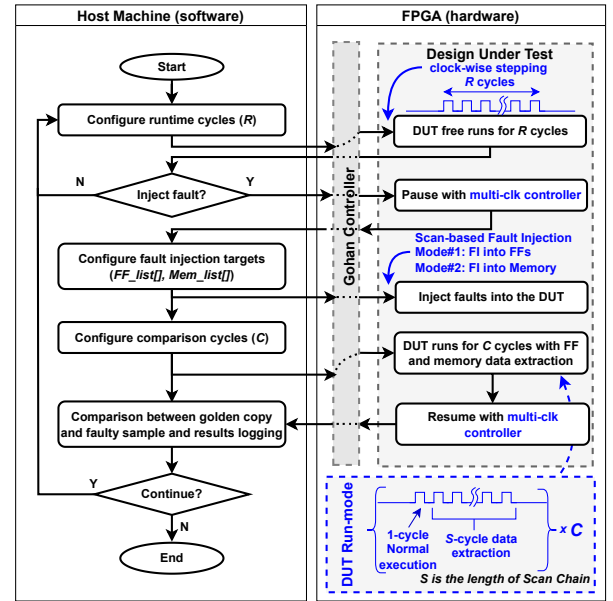 Host Machine (software)
FPGA (hardware)
Start
Configure runtime cycles (R)
Inject fault?
N
Y
Configure fault injection targets
(FF_list[], Mem_list[])
Configure comparison cycles (C)
Comparison between golden copy
and faulty sample and results logging
Continue?
Y
N
End
Gohan Controller
Design Under Test
clock-wise stepping
R cycles
DUT free runs for R cycles
Pause with multi-clk controller
Scan-based Fault Injection
Mode#1: FI into FFs
Mode#2: FI into Memory
Inject faults into the DUT
DUT runs for C cycles with FF
and memory data extraction
Resume with multi-clk
controller
DUT Run-mode
1-cycle
Normal
execution
S-cycle data
extraction
x C
S is the length of Scan Chain